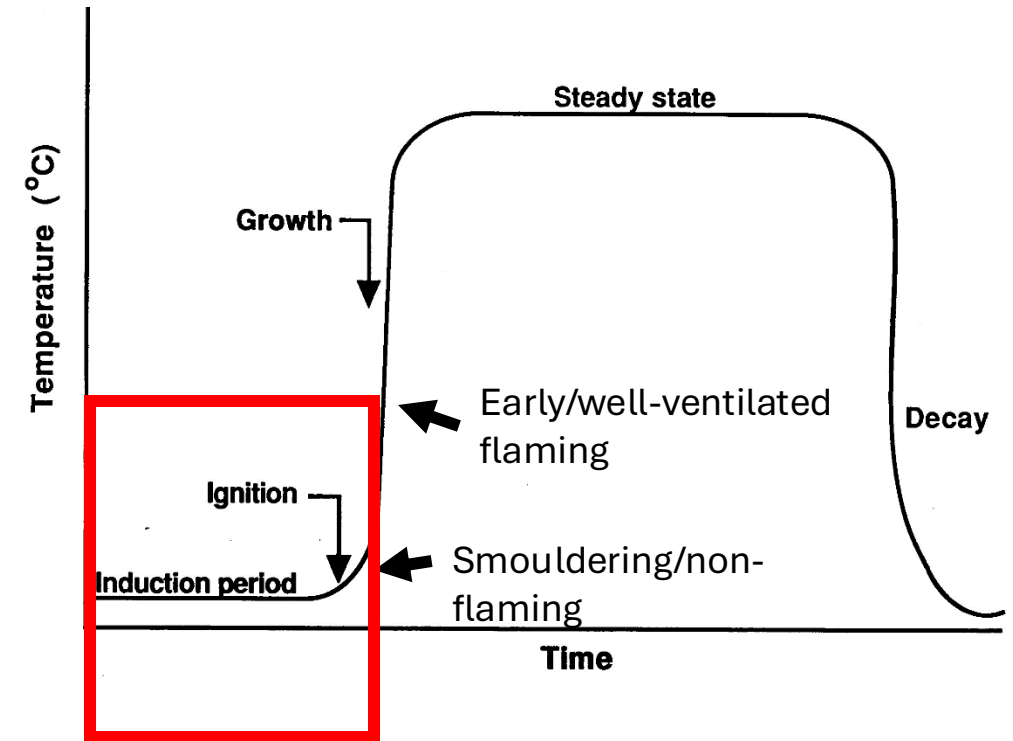 Steady state
Temperature (°C)
Growth
Early/well-ventilated
flaming
Decay
Ignition
Smouldering/non-
flaming
Induction period
Time